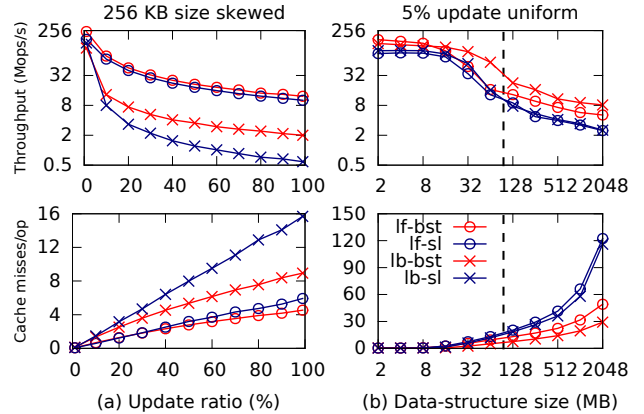 256 KB size skewed
5% update uniform
Throughput (Mops/s)
256
32
8
2
0.5
0 20 40 60 80 100
256
32
8
2
0.5
2 8 32 128 512 2048
Cache misses/op
16
12
8
4
0
0 20 40 60 80 100
150
120
90
60
30
0
lf-bst
lf-sl
lb-bst
lb-sl
2 8 32 128 512 2048
(a) Update ratio (%)
(b) Data-structure size (MB)